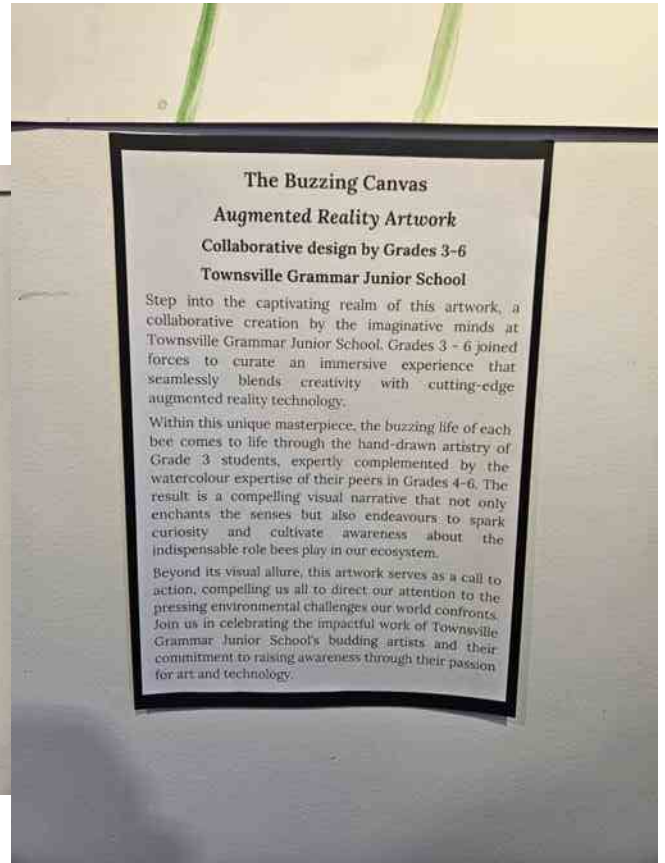 The Buzzing Canvas
Augmented Reality Artwork
Collaborative design by Grades 3-6
Townsville Grammar Junior School
Step into the captivating realm of this artwork, a
collaborative creation by the imaginative minds at
Townsville Grammar Junior School. Grades 3 - 6 joined
forces to curate an immersive experience that
seamlessly blends creativity with cutting-edge
augmented reality technology.
Within this unique masterpiece, the buzzing life of each
bee comes to life through the hand-drawn artistry of
Grade 3 students, expertly complemented by the
watercolour expertise of their peers in Grades 4-6. The
result is a compelling visual narrative that not only
enchants the senses but also endeavours to spark
curiosity and cultivate awareness about the
indispensable role bees play in our ecosystem.
Beyond its visual allure, this artwork serves as a call to
action, compelling us all to direct our attention to the
pressing environmental challenges our world confronts.
Join us in celebrating the impactful work of Townsville
Grammar Junior School's budding artists and their
commitment to raising awareness through their passion
for art and technology.